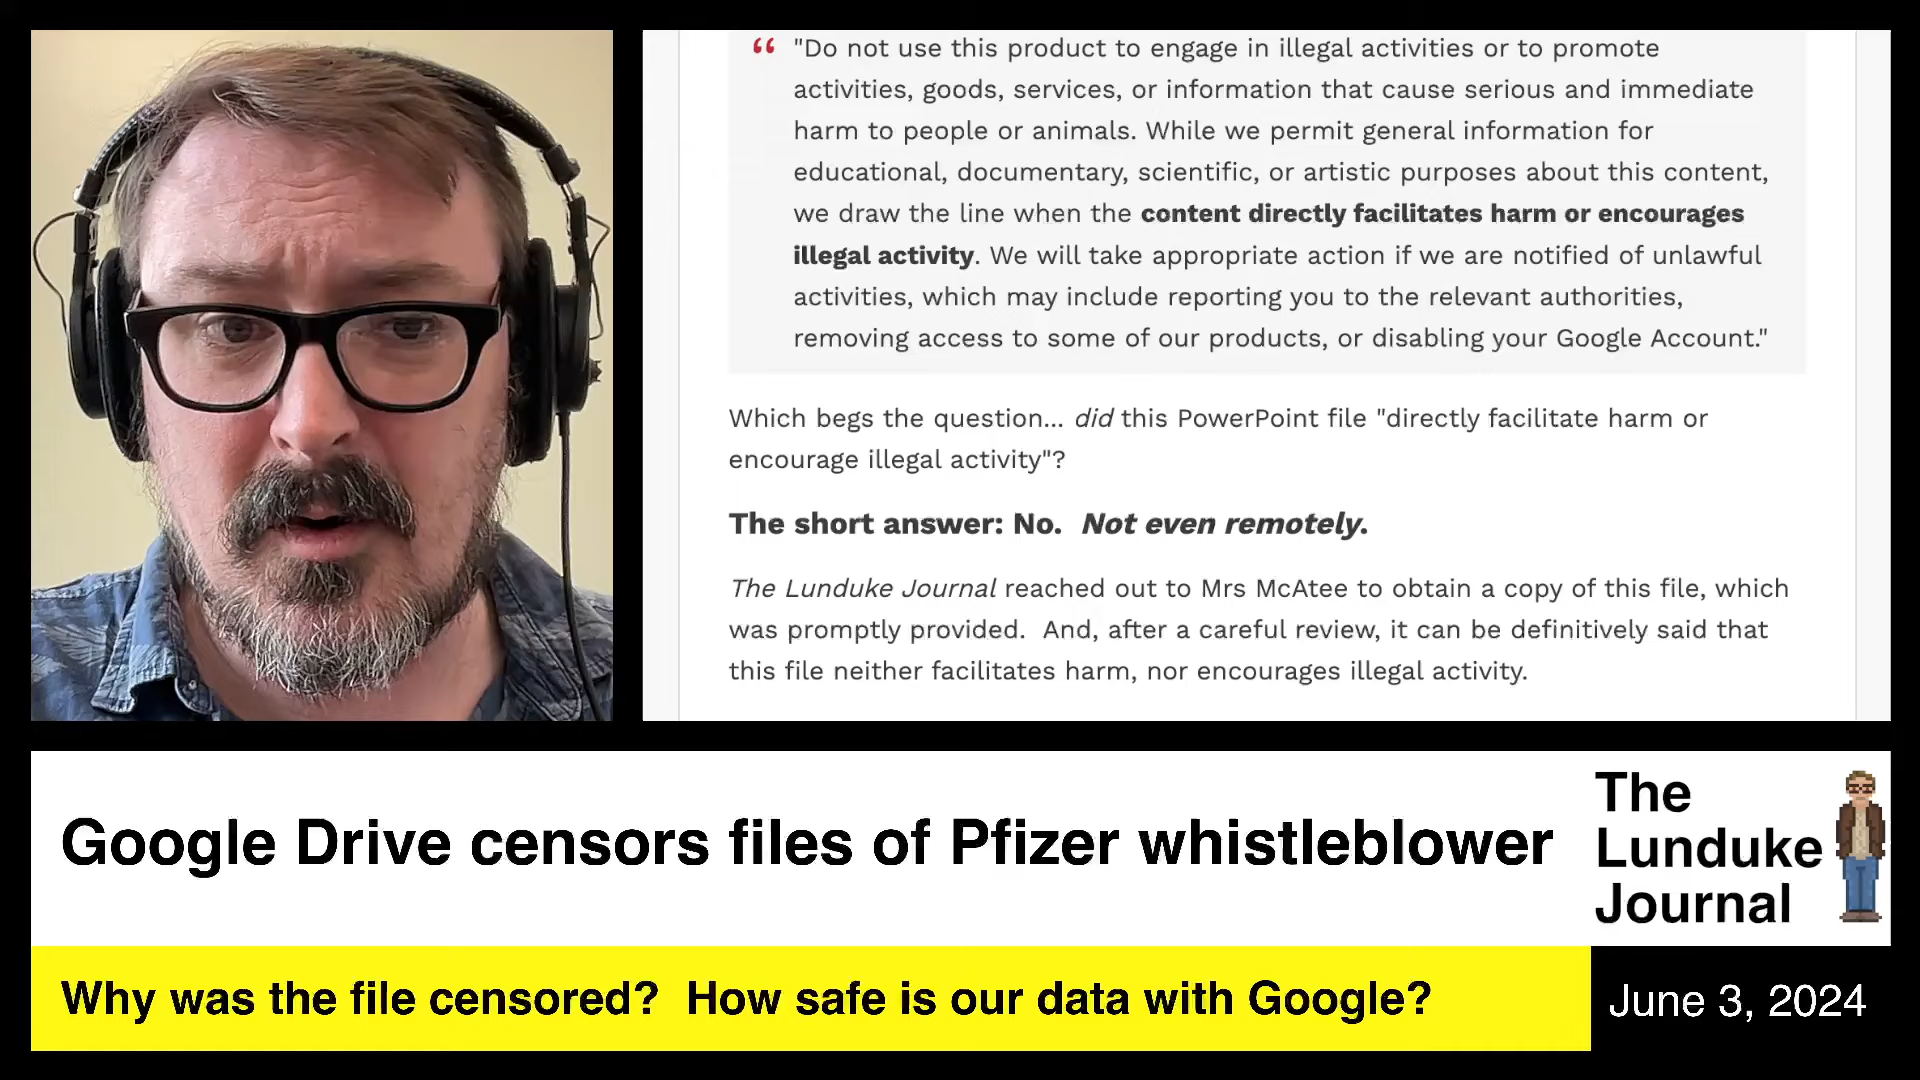 “ "Do not use this product to engage in illegal activities or to promote
activities, goods, services, or information that cause serious and immediate
harm to people or animals. While we permit general information for
educational, documentary, scientific, or artistic purposes about this content,
we draw the line when the content directly facilitates harm or encourages
illegal activity. We will take appropriate action if we are notified of unlawful
activities, which may include reporting you to the relevant authorities,
removing access to some of our products, or disabling your Google Account."
Which begs the question... did this PowerPoint file "directly facilitate harm or
encourage illegal activity"?
The short answer: No. Not even remotely.
The Lunduke Journal reached out to Mrs McAtee to obtain a copy of this file, which
was promptly provided. And, after a careful review, it can be definitively said that
this file neither facilitates harm, nor encourages illegal activity.
Google Drive censors files of Pfizer whistleblower
The
Lunduke
Journal
Why was the file censored? How safe is our data with Google?
June 3, 2024